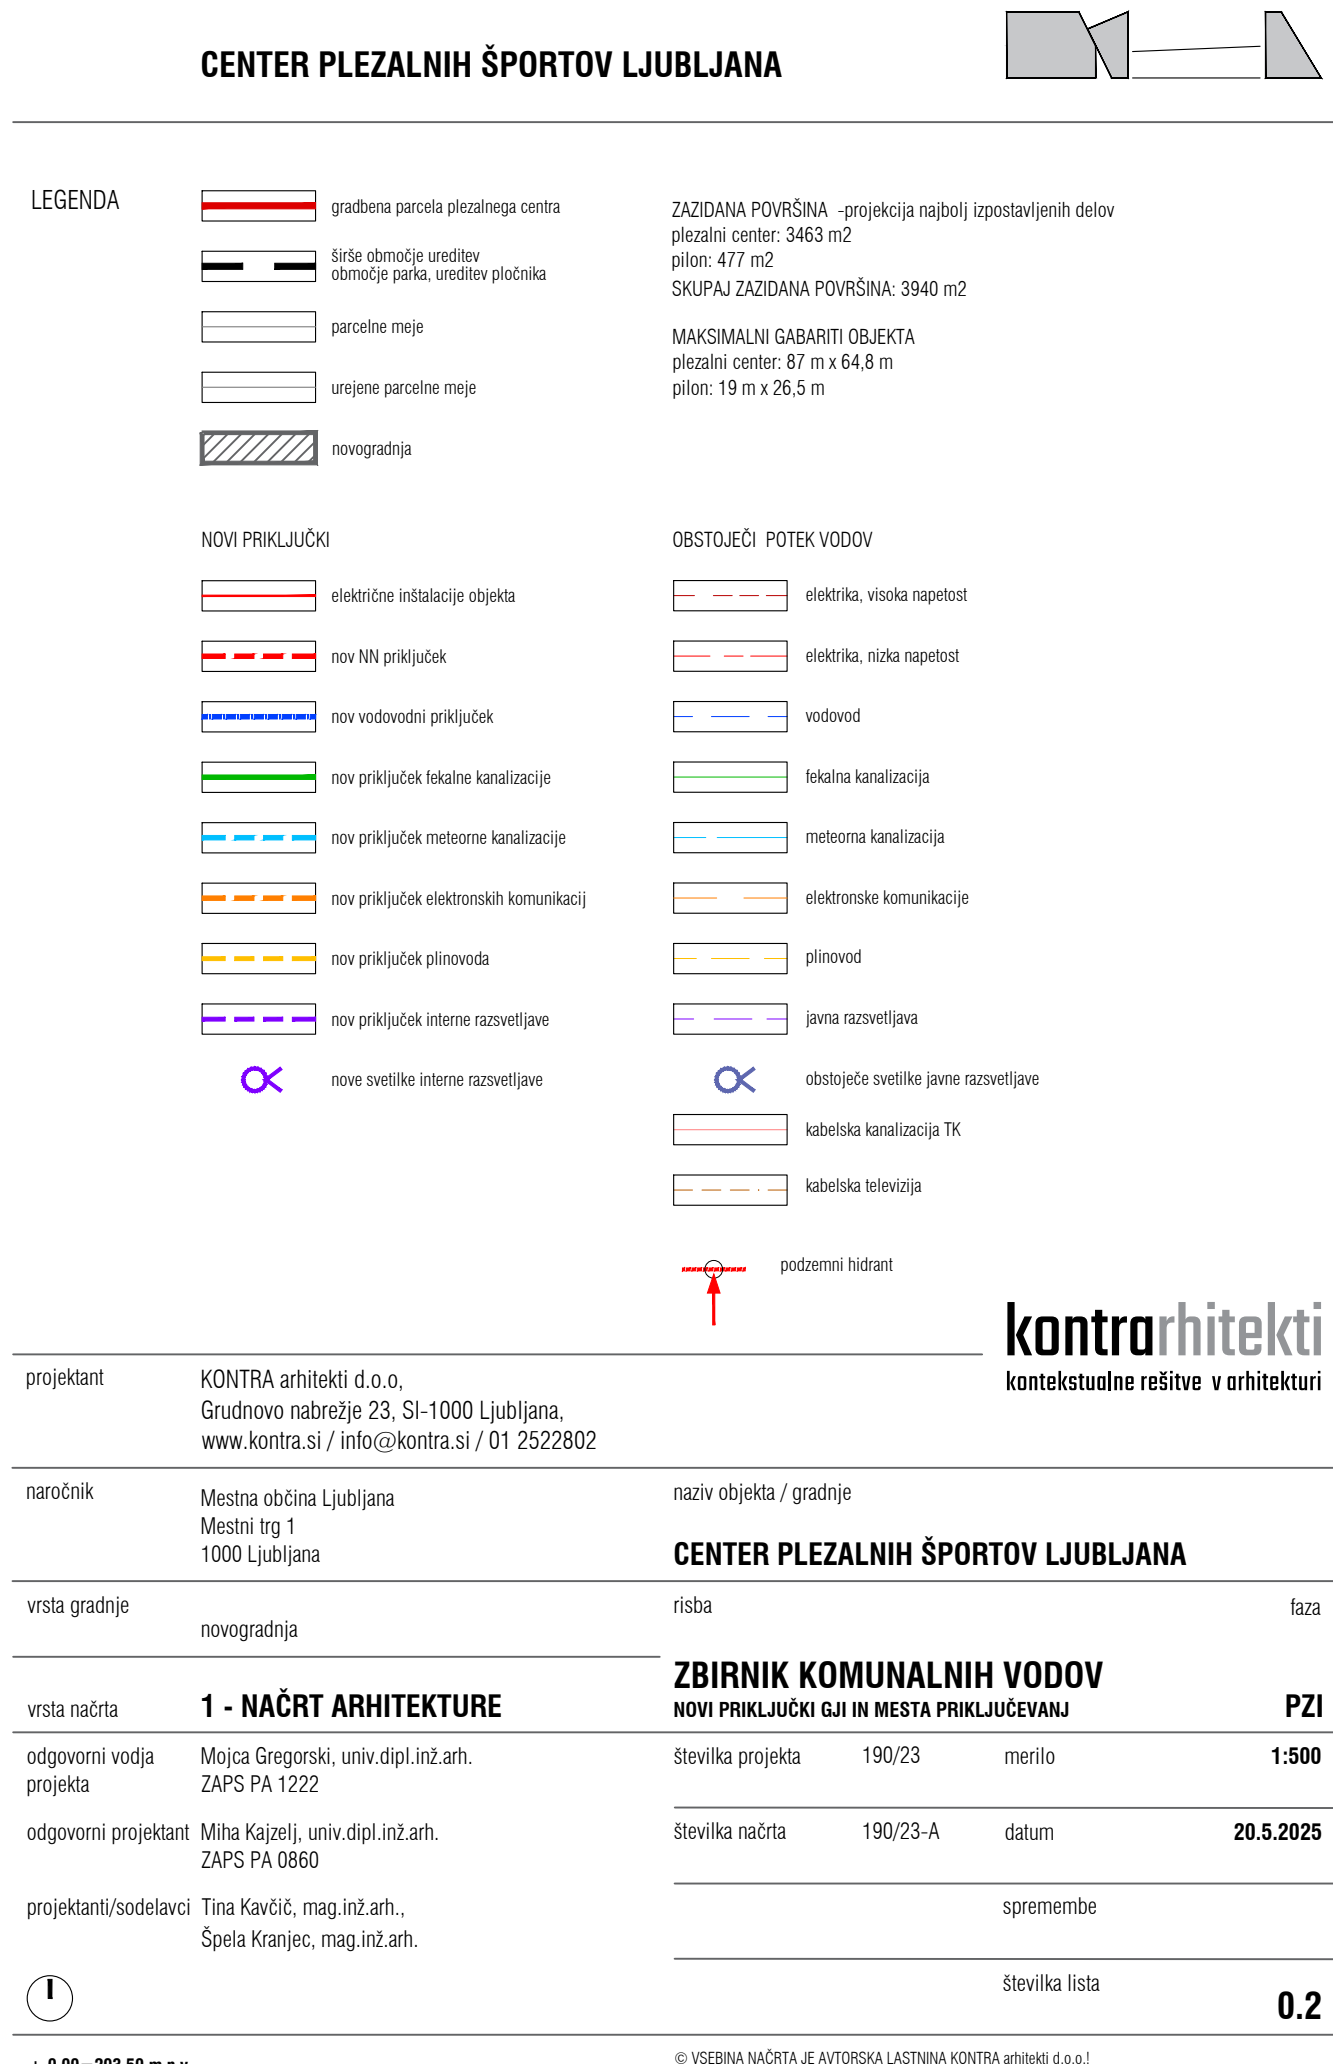 CENTER PLEZALNIH ŠPORTOV LJUBLJANA
LEGENDA
gradbena parcela plezalnega centra
širše območje ureditev
območje parka, ureditev pločnika
parcelne meje
urejene parcelne meje
novogradnja
ZAZIDANA POVRŠINA -projekcija najbolj izpostavljenih delov
plezalni center: 3463 m2
pilon: 477 m2
SKUPAJ ZAZIDANA POVRŠINA: 3940 m2
MAKSIMALNI GABARITI OBJEKTA
plezalni center: 87 m x 64,8 m
pilon: 19 m x 26,5 m
NOVI PRIKLJUČKI
električne inštalacije objekta
nov NN priključek
nov vodovodni priključek
nov priključek fekalne kanalizacije
nov priključek meteorne kanalizacije
nov priključek elektronskih komunikacij
nov priključek plinovoda
nov priključek interne razsvetljave
nove svetilke interne razsvetljave
OBSTOJEČI POTEK VODOV
elektrika, visoka napetost
elektrika, nizka napetost
vodovod
fekalna kanalizacija
meteorna kanalizacija
elektronske komunikacije
plinovod
javna razsvetljava
obstoječe svetilke javne razsvetljave
kabelska kanalizacija TK
kabelska televizija
podzemni hidrant
kontrarhitekti
kontekstualne rešitve v arhitekturi
projektant
KONTRA arhitekti d.o.o,
Grudnovo nabrežje 23, SI-1000 Ljubljana,
www.kontra.si / info@kontra.si / 01 2522802
naročnik
Mestna občina Ljubljana
Mestni trg 1
1000 Ljubljana
naziv objekta / gradnje
CENTER PLEZALNIH ŠPORTOV LJUBLJANA
vrsta gradnje
novogradnja
risba
faza
ZBIRNIK KOMUNALNIH VODOV
NOVI PRIKLJUČKI GJI IN MESTA PRIKLJUČEVANJ
PZI
vrsta načrta
1 - NAČRT ARHITEKTURE
odgovorni vodja
projekta
Mojca Gregorski, univ.dipl.inž.arh.
ZAPS PA 1222
številka projekta 190/23 merilo 1:500
odgovorni projektant
Miha Kajzelj, univ.dipl.inž.arh.
ZAPS PA 0860
številka načrta 190/23-A datum 20.5.2025
projektanti/sodelavci
Tina Kavčič, mag.inž.arh.,
Špela Kranjec, mag.inž.arh.
spremembe
številka lista
0.2
± 0.00=293,50 m n.v.
© VSEBINA NAČRTA JE AVTORSKA LASTNINA KONTRA arhitekti d.o.o.!